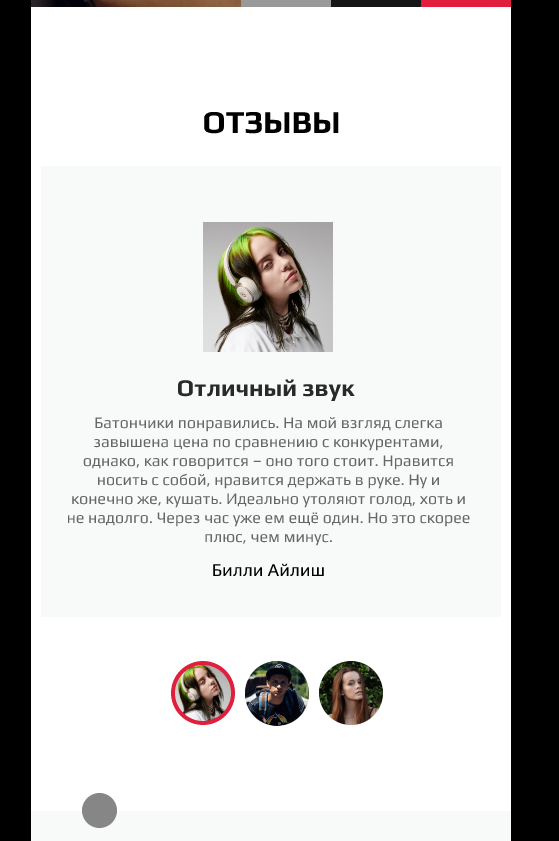 ОТЗЫВЫ
Отличный звук
Батончики понравились. На мой взгляд слегка
завышена цена по сравнению с конкурентами,
однако, как говорится – оно того стоит. Нравится
носить с собой, нравится держать в руке. Ну и
конечно же, кушать. Идеально утоляют голод, хоть и
не надолго. Через час уже ем ещё один. Но это скорее
плюс, чем минус.
Билли Айлиш